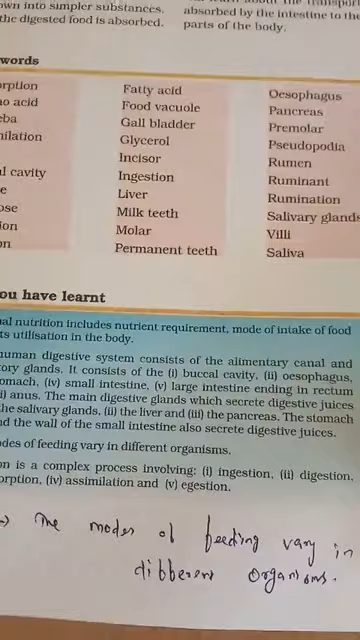 own into simpler substances.
the digested food is absorbed.
absorbed by the intestine to the
parts of the body.
words
Fatty acid
Food vacuole
Gall bladder
Glycerol
Incisor
Ingestion
Liver
Milk teeth
Molar
Permanent teeth
Oesophagus
Pancreas
Premolar
Pseudopodia
Rumen
Ruminant
Rumination
Salivary glands
Villi
Saliva
ou have learnt
nal nutrition includes nutrient requirement, mode of intake of food
ts utilisation in the body.
human digestive system consists of the alimentary canal and
tory glands. It consists of the (i) buccal cavity, (ii) oesophagus,
tomach, (iv) small intestine, (v) large intestine ending in rectum
i) anus. The main digestive glands which secrete digestive juices
the salivary glands, (ii) the liver and (iii) the pancreas. The stomach
nd the wall of the small intestine also secrete digestive juices.
odes of feeding vary in different organisms.
on is a complex process involving: (i) ingestion, (ii) digestion,
orption, (iv) assimilation and (v) egestion.
The modes of feeding vary in
different organisms.